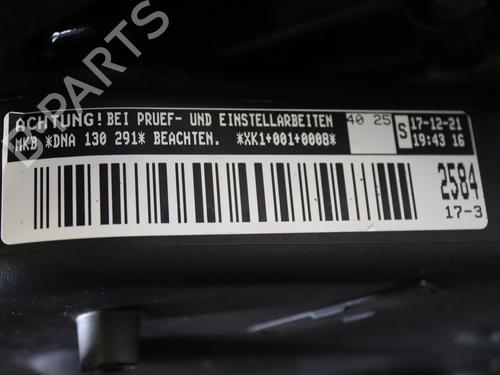 ACHTUNG! BEI PRUEF- UND EINSTELLARBEITEN
MKB *DNA 130 291* BEACHTEN. *XK1+001+0008*
40 25
S
17-12-21
19:43 16
2584
17-3
B-PARTS